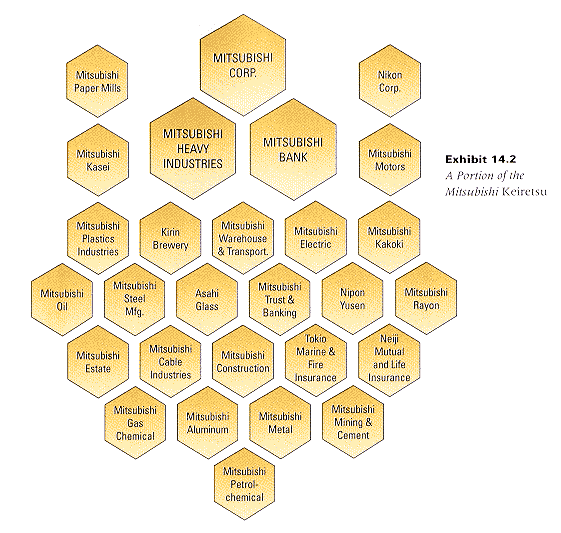 MITSUBISHI
CORP.
Mitsubishi
Paper Mills
Nikon
Corp.
MITSUBISHI
HEAVY
INDUSTRIES
MITSUBISHI
BANK
Mitsubishi
Kasei
Mitsubishi
Motors
Exhibit 14.2
A Portion of the
Mitsubishi Keiretsu
Mitsubishi
Plastics
Industries
Kirin
Brewery
Mitsubishi
Warehouse
& Transport.
Mitsubishi
Electric
Mitsubishi
Kakoki
Mitsubishi
Oil
Mitsubishi
Steel
Mfg.
Asahi
Glass
Mitsubishi
Trust &
Banking
Nipon
Yusen
Mitsubishi
Rayon
Mitsubishi
Estate
Mitsubishi
Cable
Industries
Mitsubishi
Construction
Tokio
Marine &
Fire
Insurance
Neiji
Mutual
and Life
Insurance
Mitsubishi
Gas
Chemical
Mitsubishi
Aluminum
Mitsubishi
Metal
Mitsubishi
Mining &
Cement
Mitsubishi
Petrol-
chemical